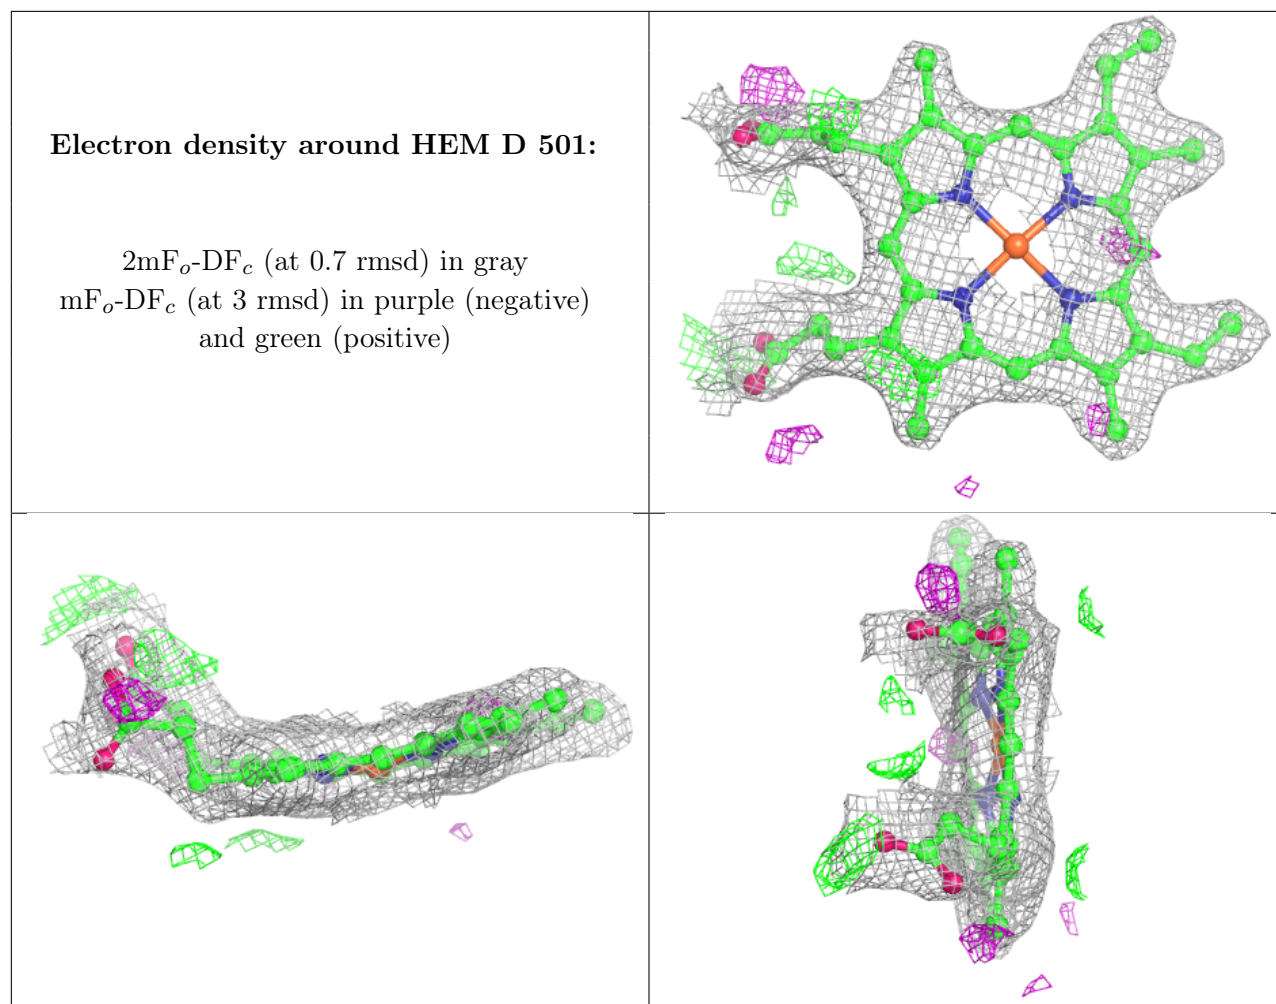 Electron density around HEM D 501:
2mFₒ-DF𝒸 (at 0.7 rmsd) in gray
mFₒ-DF𝒸 (at 3 rmsd) in purple (negative)
and green (positive)